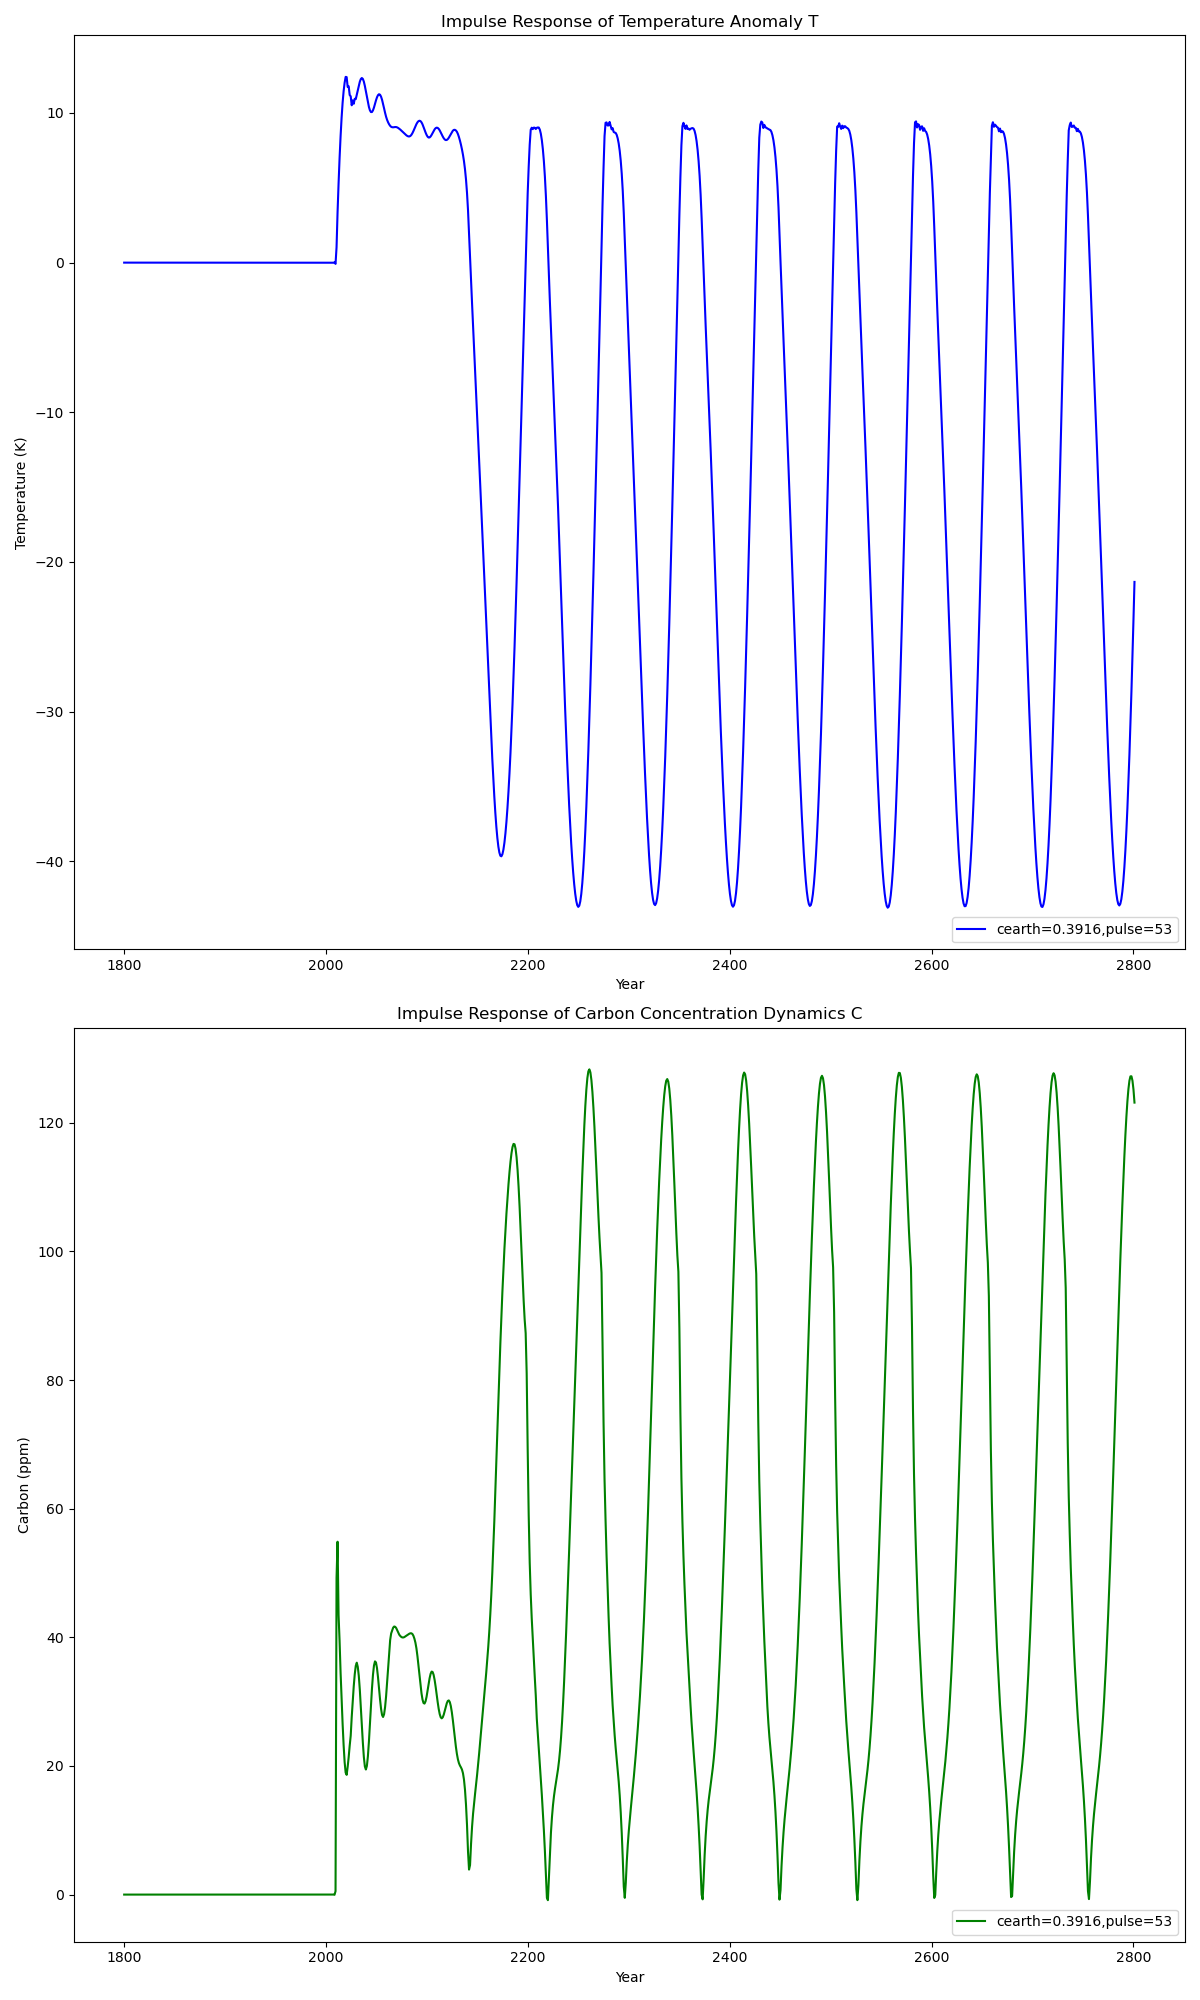 Impulse Response of Temperature Anomaly T
Temperature (K)
10
0
−10
−20
−30
−40
cearth=0.3916,pulse=53
1800 2000 2200 2400 2600 2800
Year
Impulse Response of Carbon Concentration Dynamics C
Carbon (ppm)
120
100
80
60
40
20
0
cearth=0.3916,pulse=53
1800 2000 2200 2400 2600 2800
Year